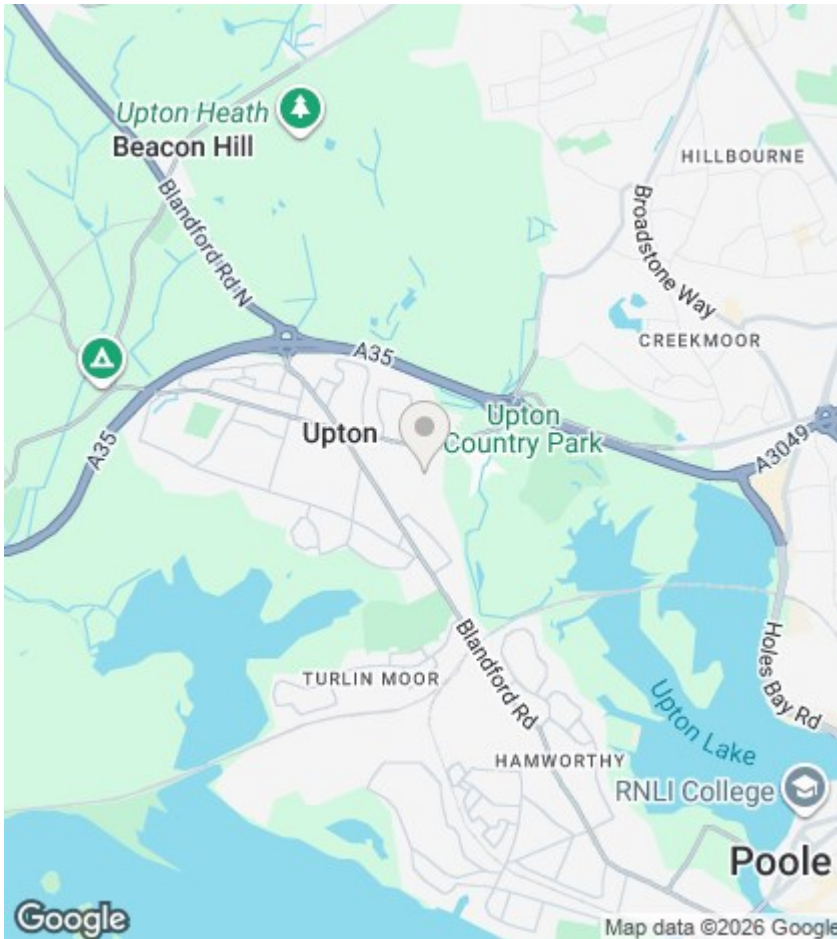 Upton Heath
Beacon Hill
HILLBOURNE
Blandford Rd N
Broadstone Way
A35
CREEKMOOR
Upton
Upton
Country Park
A35
A3049
Blandford Rd
Holes Bay Rd
TURLIN MOOR
Upton Lake
HAMWORTHY
RNLI College
Poole
Google
Map data ©2026 Google